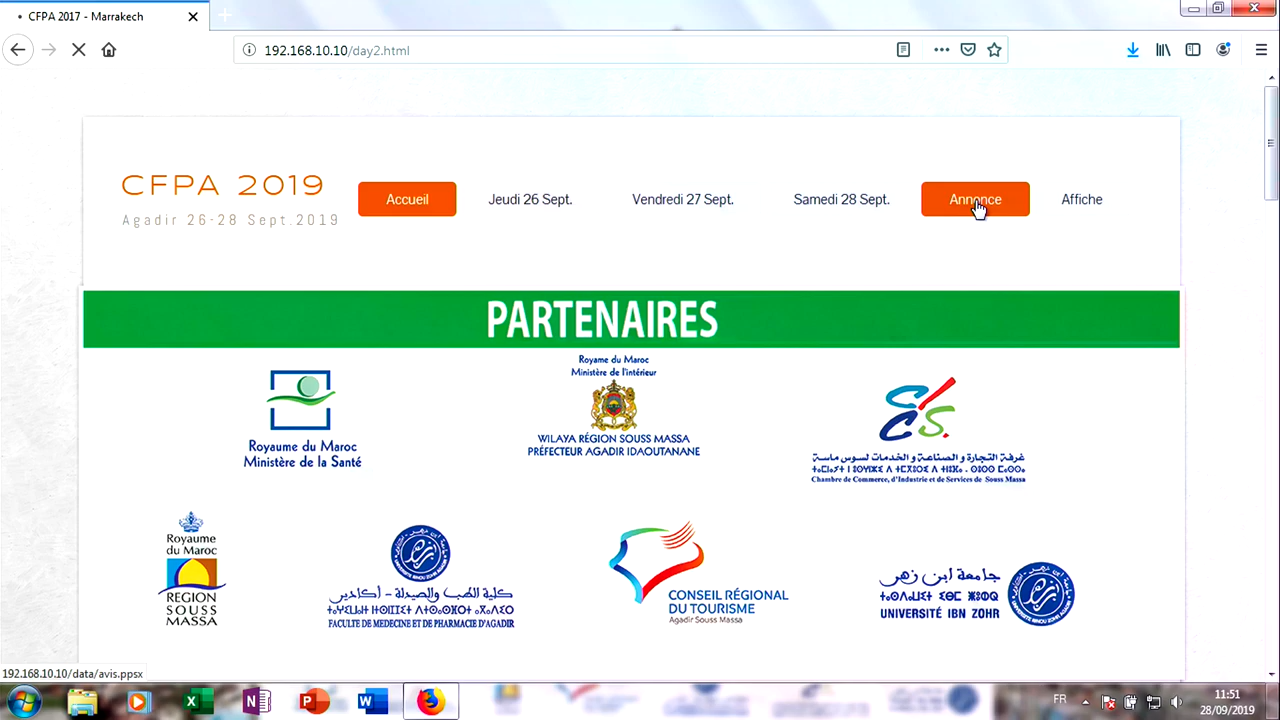 CFPA 2017 - Marrakech
192.168.10.10/day2.html
CFPA 2019
Agadir 26-28 Sept.2019
Accueil
Jeudi 26 Sept.
Vendredi 27 Sept.
Samedi 28 Sept.
Annonce
Affiche
PARTENAIRES
Royaume du Maroc
Ministère de la Santé
Royame du Maroc
Ministère de l'intérieur
WILAYA RÉGION SOUSS MASSA
PRÉFECTEUR AGADIR IDAOUTANANE
غرفة التجارة و الصناعة و الخدمات لسوس ماسة
Chambre de Commerce, d'Industrie et de Services de Souss Massa
Royaume
du Maroc
REGION
SOUSS
MASSA
كلية الطب والصيدلة - اكادير
FACULTE DE MEDECINE ET DE PHARMACIE D'AGADIR
CONSEIL RÉGIONAL
DU TOURISME
Agadir Souss Massa
جامعة ابن زهر
UNIVERSITÉ IBN ZOHR
192.168.10.10/data/avis.ppsx
FR
11:51
28/09/2019